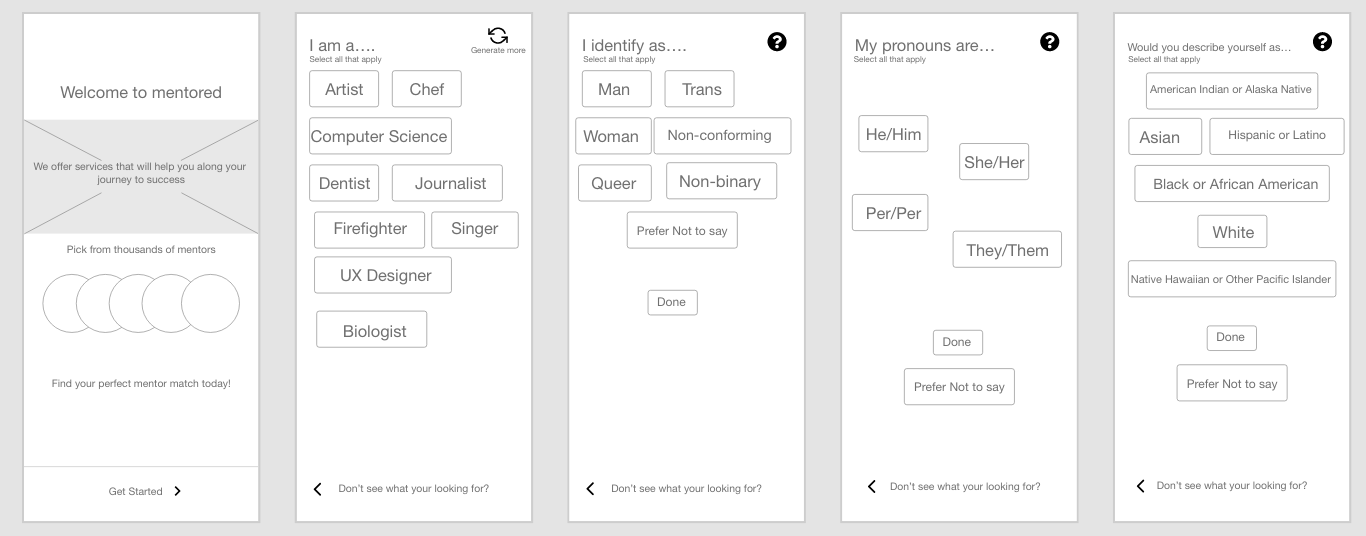 Welcome to mentored
We offer services that will help you along your
journey to success
Pick from thousands of mentors
Find your perfect mentor match today!
Get Started
I am a....
Generate more
Select all that apply
Artist
Chef
Computer Science
Dentist
Journalist
Firefighter
Singer
UX Designer
Biologist
Don't see what your looking for?
I identify as....
?
Select all that apply
Man
Trans
Woman
Non-conforming
Queer
Non-binary
Prefer Not to say
Done
Don't see what your looking for?
My pronouns are...
?
Select all that apply
He/Him
She/Her
Per/Per
They/Them
Done
Prefer Not to say
Don't see what your looking for?
Would you describe yourself as...
?
Select all that apply
American Indian or Alaska Native
Asian
Hispanic or Latino
Black or African American
White
Native Hawaiian or Other Pacific Islander
Done
Prefer Not to say
Don't see what your looking for?